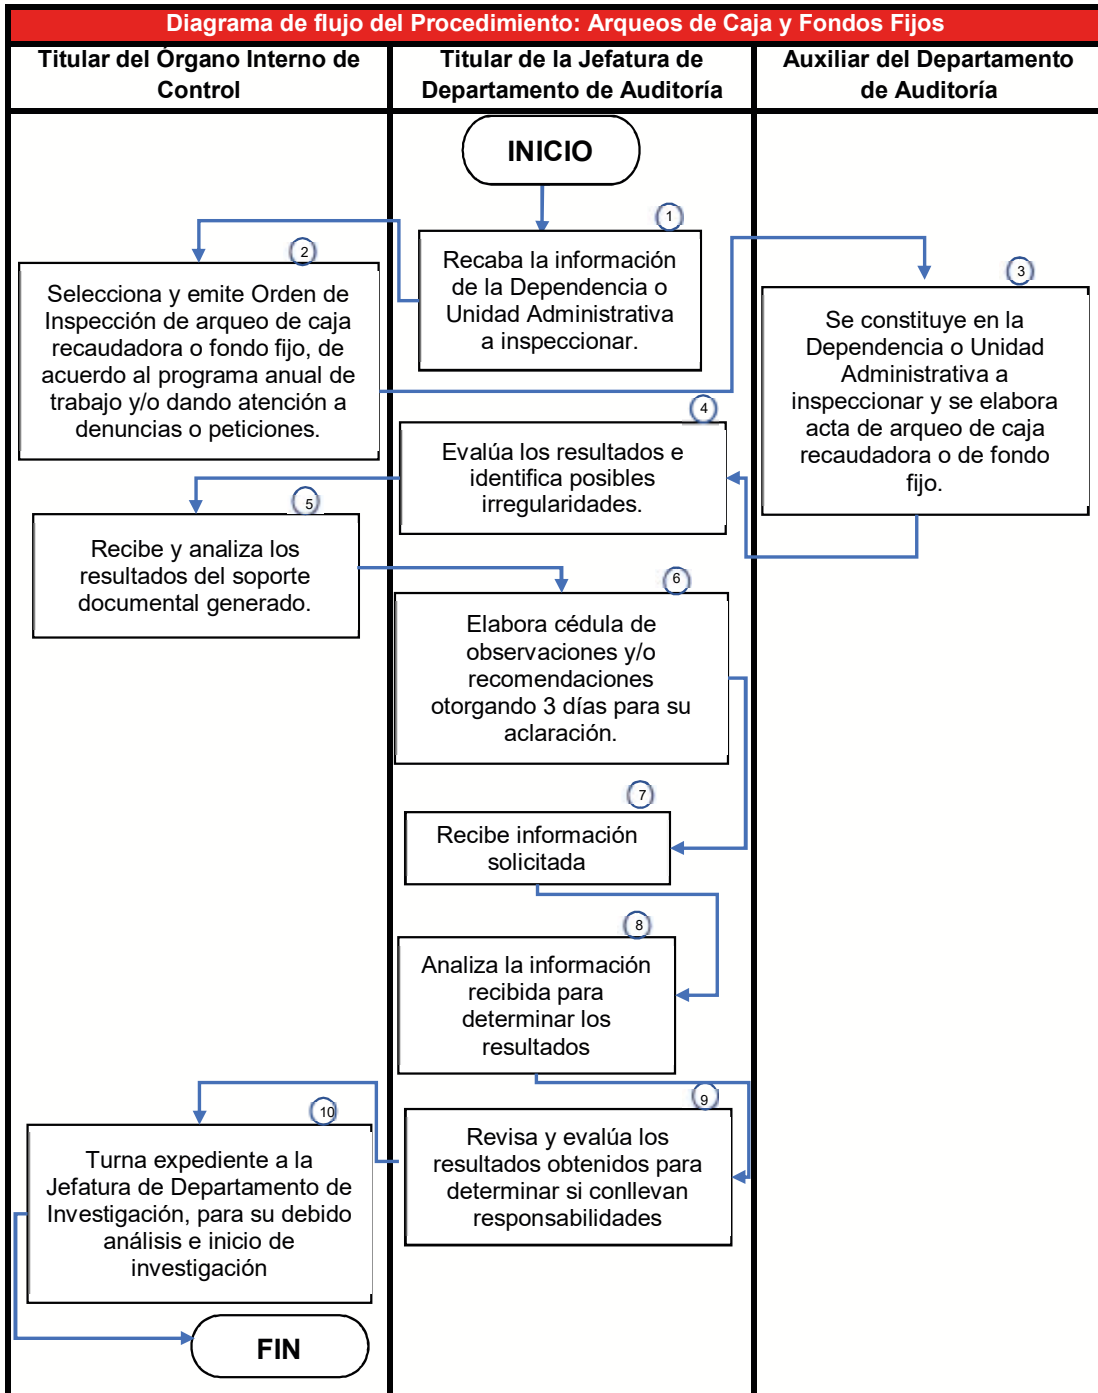 Diagrama de flujo del Procedimiento: Arqueos de Caja y Fondos Fijos
Titular del Órgano Interno de
Control
Titular de la Jefatura de
Departamento de Auditoría
Auxiliar del Departamento
de Auditoría
INICIO
1
Recaba la información
de la Dependencia o
Unidad Administrativa
a inspeccionar.
2
Selecciona y emite Orden de
Inspección de arqueo de caja
recaudadora o fondo fijo, de
acuerdo al programa anual de
trabajo y/o dando atención a
denuncias o peticiones.
3
Se constituye en la
Dependencia o Unidad
Administrativa a
inspeccionar y se elabora
acta de arqueo de caja
recaudadora o de fondo
fijo.
4
Evalúa los resultados e
identifica posibles
irregularidades.
5
Recibe y analiza los
resultados del soporte
documental generado.
6
Elabora cédula de
observaciones y/o
recomendaciones
otorgando 3 días para su
aclaración.
7
Recibe información
solicitada
8
Analiza la información
recibida para
determinar los
resultados
9
Revisa y evalúa los
resultados obtenidos para
determinar si conllevan
responsabilidades
10
Turna expediente a la
Jefatura de Departamento de
Investigación, para su debido
análisis e inicio de
investigación
FIN